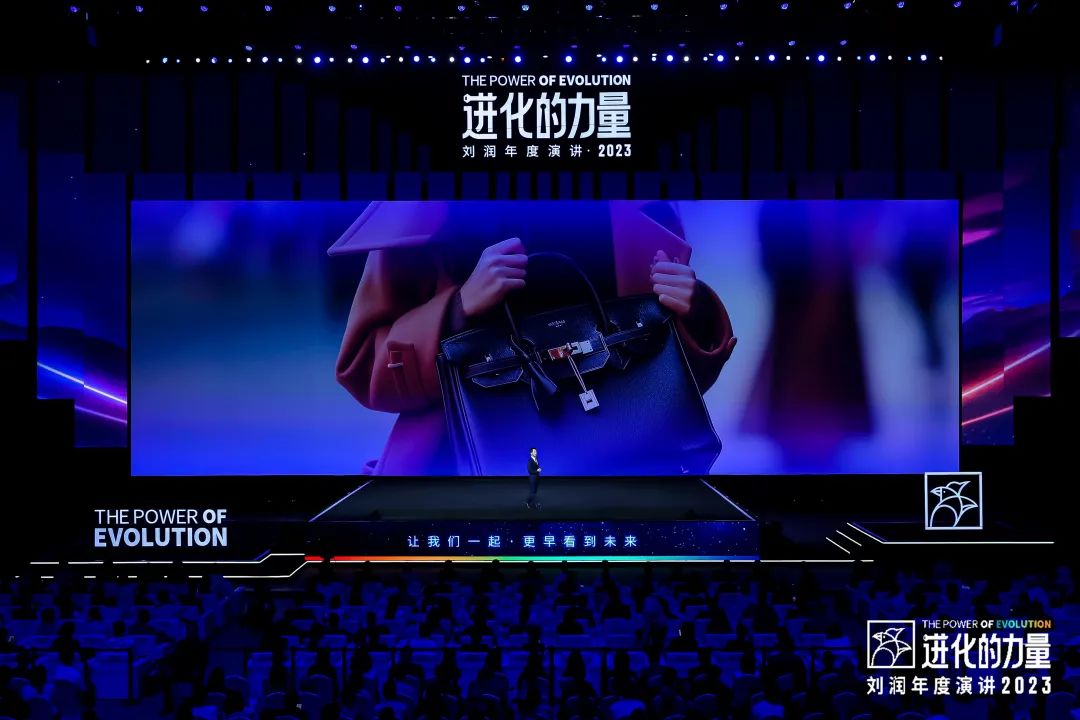 THE POWER OF EVOLUTION
进化的力量
刘润年度演讲·2023
THE POWER OF
EVOLUTION
让我们一起·更早看到未来
THE POWER OF EVOLUTION
进化的力量
刘润年度演讲2023